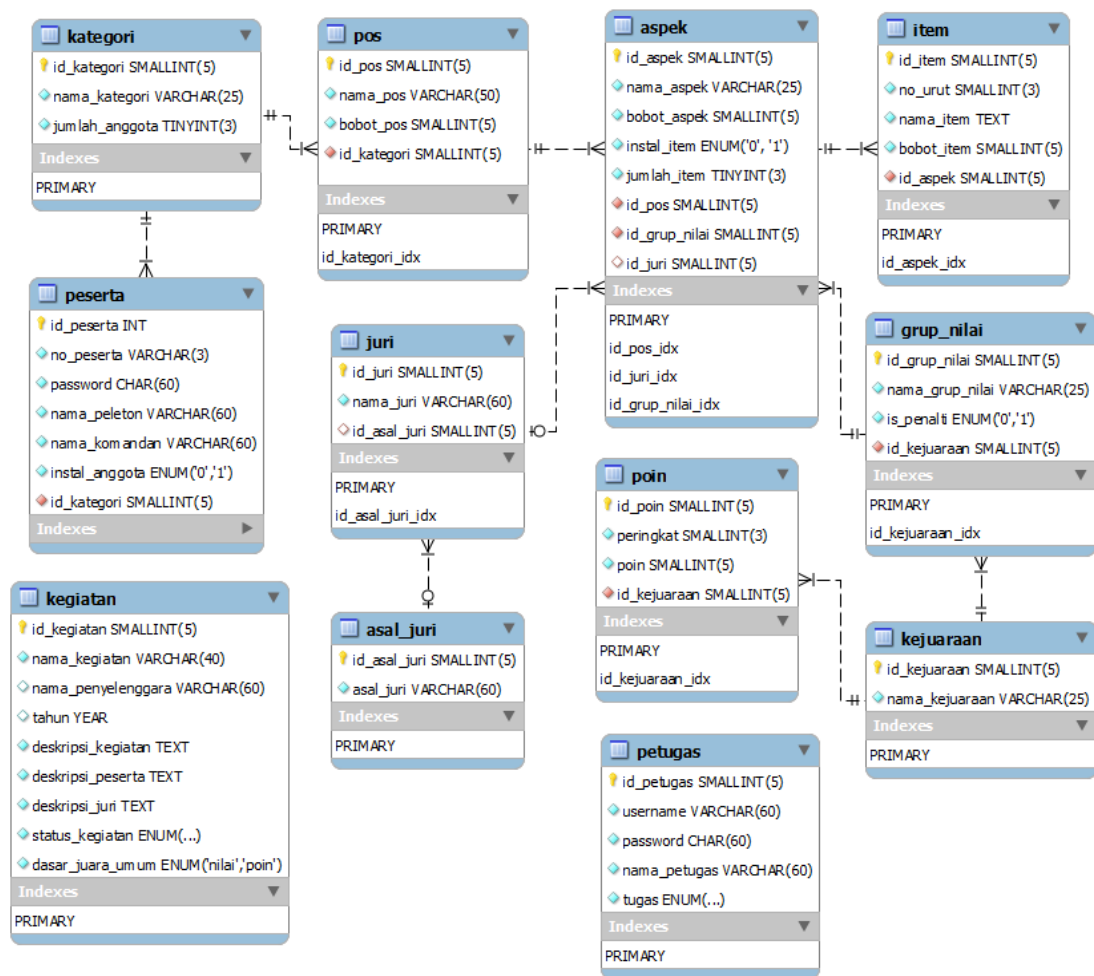 kategori
id_kategori SMALLINT(5)
nama_kategori VARCHAR(25)
jumlah_anggota TINYINT(3)
Indexes
PRIMARY
pos
id_pos SMALLINT(5)
nama_pos VARCHAR(50)
bobot_pos SMALLINT(5)
id_kategori SMALLINT(5)
Indexes
PRIMARY
id_kategori_idx
aspek
id_aspek SMALLINT(5)
nama_aspek VARCHAR(25)
bobot_aspek SMALLINT(5)
instal_item ENUM('0', '1')
jumlah_item TINYINT(3)
id_pos SMALLINT(5)
id_grup_nilai SMALLINT(5)
id_juri SMALLINT(5)
Indexes
PRIMARY
id_pos_idx
id_juri_idx
id_grup_nilai_idx
item
id_item SMALLINT(5)
no_urut SMALLINT(3)
nama_item TEXT
bobot_item SMALLINT(5)
id_aspek SMALLINT(5)
Indexes
PRIMARY
id_aspek_idx
peserta
id_peserta INT
no_peserta VARCHAR(3)
password CHAR(60)
nama_peleton VARCHAR(60)
nama_komandan VARCHAR(60)
instal_anggota ENUM('0','1')
id_kategori SMALLINT(5)
Indexes
juri
id_juri SMALLINT(5)
nama_juri VARCHAR(60)
id_asal_juri SMALLINT(5)
Indexes
PRIMARY
id_asal_juri_idx
grup_nilai
id_grup_nilai SMALLINT(5)
nama_grup_nilai VARCHAR(25)
is_penalti ENUM('0','1')
id_kejuaraan SMALLINT(5)
Indexes
PRIMARY
id_kejuaraan_idx
poin
id_poin SMALLINT(5)
peringkat SMALLINT(3)
poin SMALLINT(5)
id_kejuaraan SMALLINT(5)
Indexes
PRIMARY
id_kejuaraan_idx
kegiatan
id_kegiatan SMALLINT(5)
nama_kegiatan VARCHAR(40)
nama_penyelenggara VARCHAR(60)
tahun YEAR
deskripsi_kegiatan TEXT
deskripsi_peserta TEXT
deskripsi_juri TEXT
status_kegiatan ENUM(...)
dasar_juara_umum ENUM('nilai','poin')
Indexes
PRIMARY
asal_juri
id_asal_juri SMALLINT(5)
asal_juri VARCHAR(60)
Indexes
PRIMARY
kejuaraan
id_kejuaraan SMALLINT(5)
nama_kejuaraan VARCHAR(25)
Indexes
PRIMARY
petugas
id_petugas SMALLINT(5)
username VARCHAR(60)
password CHAR(60)
nama_petugas VARCHAR(60)
tugas ENUM(...)
Indexes
PRIMARY